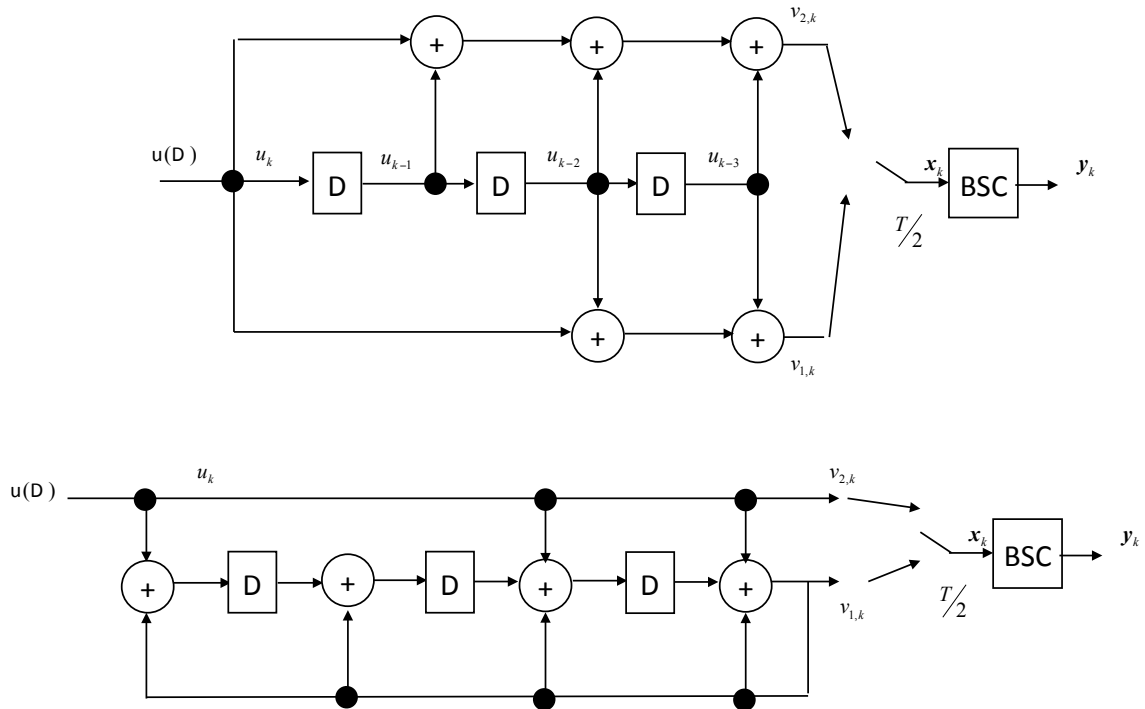 v₂,ₖ
+ + +
u(D) uₖ uₖ₋₁ uₖ₋₂ uₖ₋₃
D D D
xₖ BSC yₖ
T/2
+ +
v₁,ₖ
u(D) uₖ v₂,ₖ
xₖ BSC yₖ
+ D + D + D +
v₁,ₖ T/2